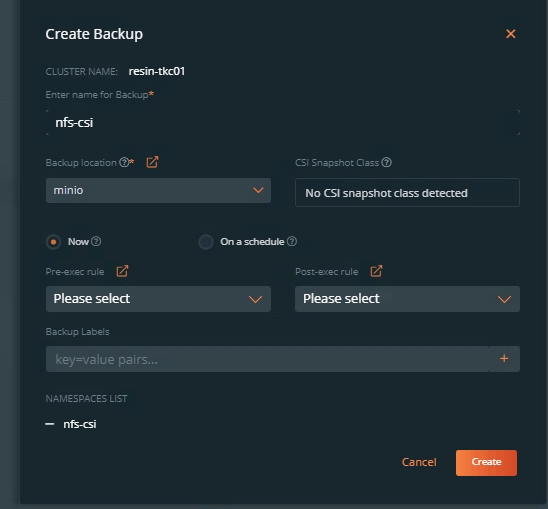 Create Backup
CLUSTER NAME: resin-tkc01
Enter name for Backup*
nfs-csi
Backup location ?* CSI Snapshot Class ?
minio No CSI snapshot class detected
Now ? On a schedule ?
Pre-exec rule Post-exec rule
Please select Please select
Backup Labels
key=value pairs... +
NAMESPACES LIST
nfs-csi
Cancel Create